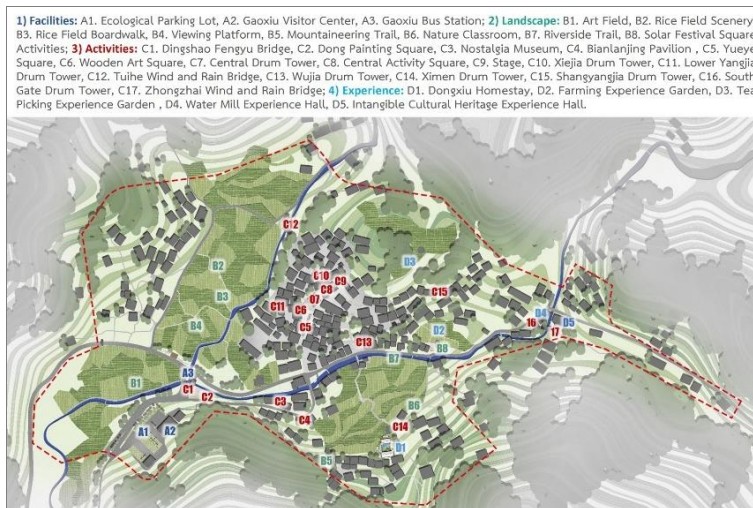 1) Facilities: A1. Ecological Parking Lot, A2. Gaoxiu Visitor Center, A3. Gaoxiu Bus Station; 2) Landscape: B1. Art Field, B2. Rice Field Scenery
B3. Rice Field Boardwalk, B4. Viewing Platform, B5. Mountaineering Trail, B6. Nature Classroom, B7. Riverside Trail, B8. Solar Festival Square
Activities; 3) Activities: C1. Dingshao Fengyu Bridge, C2. Dong Painting Square, C3. Nostalgia Museum, C4. Bianlanjing Pavilion , C5. Yueye
Square, C6. Wooden Art Square, C7. Central Drum Tower, C8. Central Activity Square, C9. Stage, C10. Xiejia Drum Tower, C11. Lower Yangjia
Drum Tower, C12. Tuihe Wind and Rain Bridge, C13. Wujia Drum Tower, C14. Ximen Drum Tower, C15. Shangyangjia Drum Tower, C16. South
Gate Drum Tower, C17. Zhongzhai Wind and Rain Bridge; 4) Experience: D1. Dongxiu Homestay, D2. Farming Experience Garden, D3. Tea
Picking Experience Garden , D4. Water Mill Experience Hall, D5. Intangible Cultural Heritage Experience Hall.
C12
B2
D3
C10
C9
C8
B3
07
C15
C11
C6
D4
B4
C5
D2
16
D5
17
C13
B8
B7
A3
B1
C1
C2
C3
B6
C4
C14
A1
A2
D1
B5